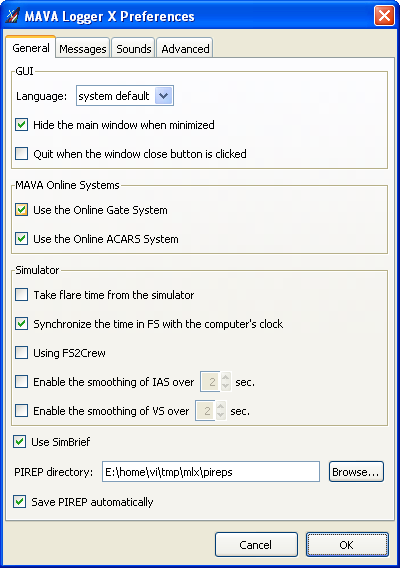 MAVA Logger X Preferences
General Messages Sounds Advanced
GUI
Language: system default
Hide the main window when minimized
Quit when the window close button is clicked
MAVA Online Systems
Use the Online Gate System
Use the Online ACARS System
Simulator
Take flare time from the simulator
Synchronize the time in FS with the computer's clock
Using FS2Crew
Enable the smoothing of IAS over 2 sec.
Enable the smoothing of VS over 2 sec.
Use SimBrief
PIREP directory: E:\home\vi\tmp\mlx\pireps Browse...
Save PIREP automatically
Cancel OK